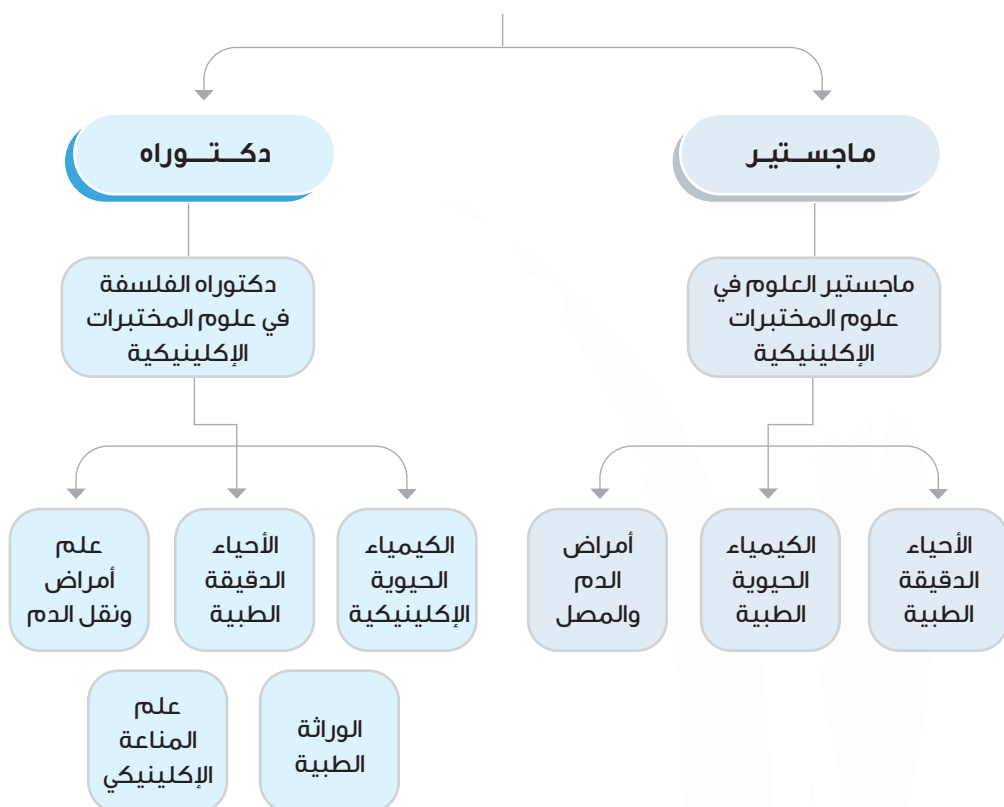 ماجستير
دكتوراه
ماجستير العلوم في
علوم المختبرات
الإكلينيكية
دكتوراه الفلسفة
في علوم المختبرات
الإكلينيكية
الأحياء
الدقيقة
الطبية
الكيمياء
الحيوية
الطبية
أمراض
الدم
والمصل
الكيمياء
الحيوية
الإكلينيكية
الأحياء
الدقيقة
الطبية
علم
أمراض
ونقل الدم
الوراثة
الطبية
علم
المناعة
الإكلينيكي